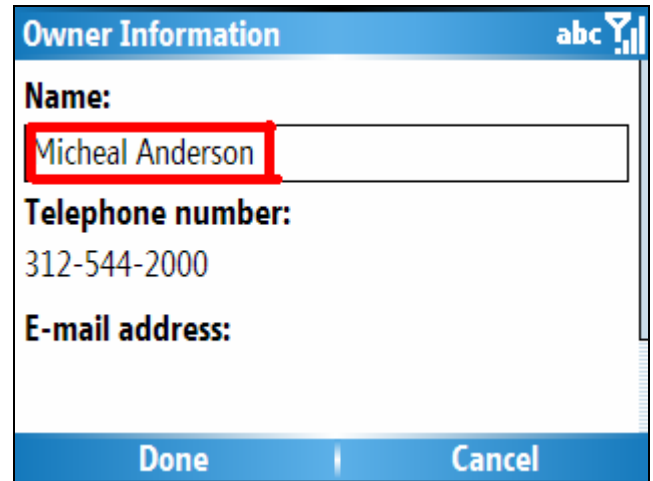 Owner Information abc
Name:
Micheal Anderson
Telephone number:
312-544-2000
E-mail address:
Done Cancel